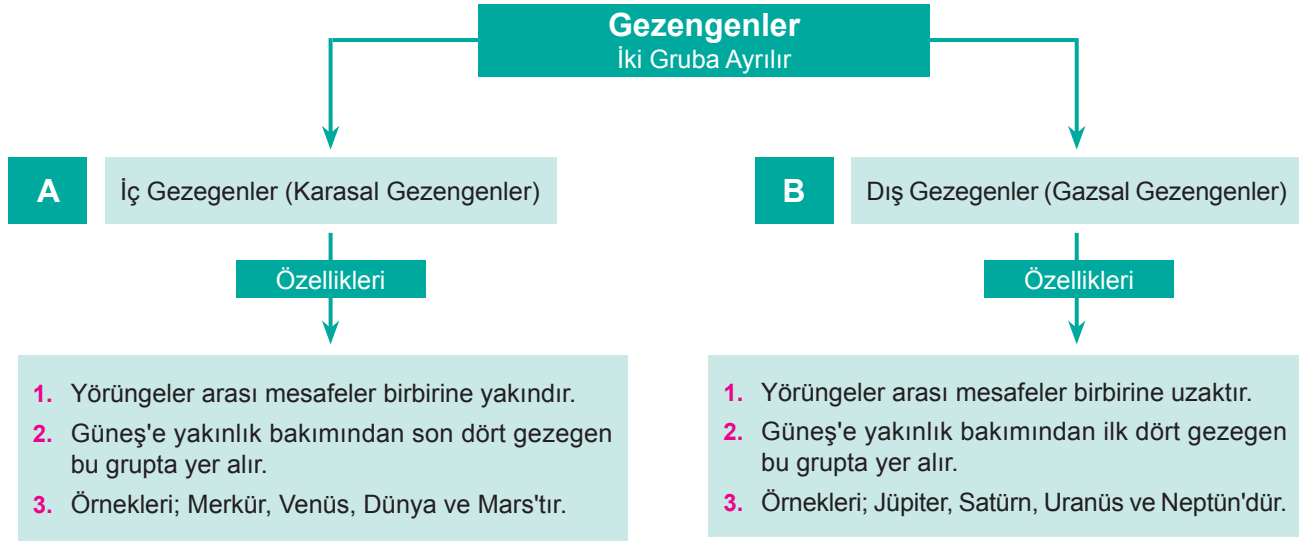 Gezengenler
İki Gruba Ayrılır
A
İç Gezegenler (Karasal Gezengenler)
B
Dış Gezegenler (Gazsal Gezengenler)
Özellikleri
Özellikleri
1. Yörüngeler arası mesafeler birbirine yakındır.
2. Güneş'e yakınlık bakımından son dört gezegen
bu grupta yer alır.
3. Örnekleri; Merkür, Venüs, Dünya ve Mars'tır.
1. Yörüngeler arası mesafeler birbirine uzaktır.
2. Güneş'e yakınlık bakımından ilk dört gezegen
bu grupta yer alır.
3. Örnekleri; Jüpiter, Satürn, Uranüs ve Neptün'dür.